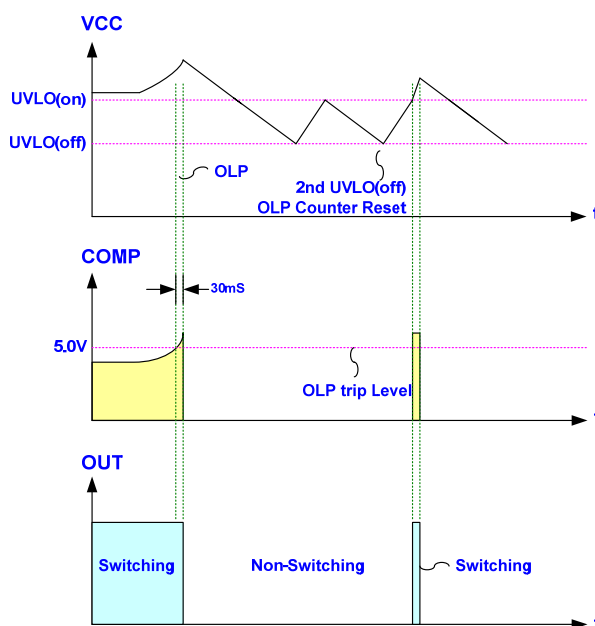 VCC
UVLO(on)
UVLO(off)
OLP
2nd UVLO(off)
OLP Counter Reset
t
COMP
30mS
5.0V
OLP trip Level
OUT
Switching
Non-Switching
Switching